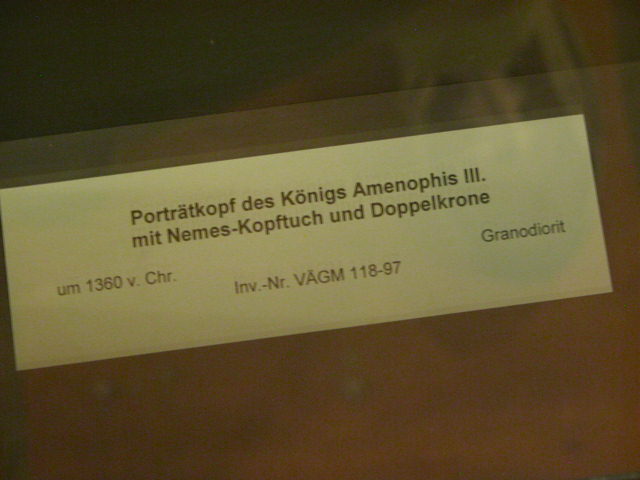 Porträtkopf des Königs Amenophis III.
mit Nemes-Kopftuch und Doppelkrone
Granodiorit
um 1360 v. Chr.
Inv.-Nr. VÄGM 118-97